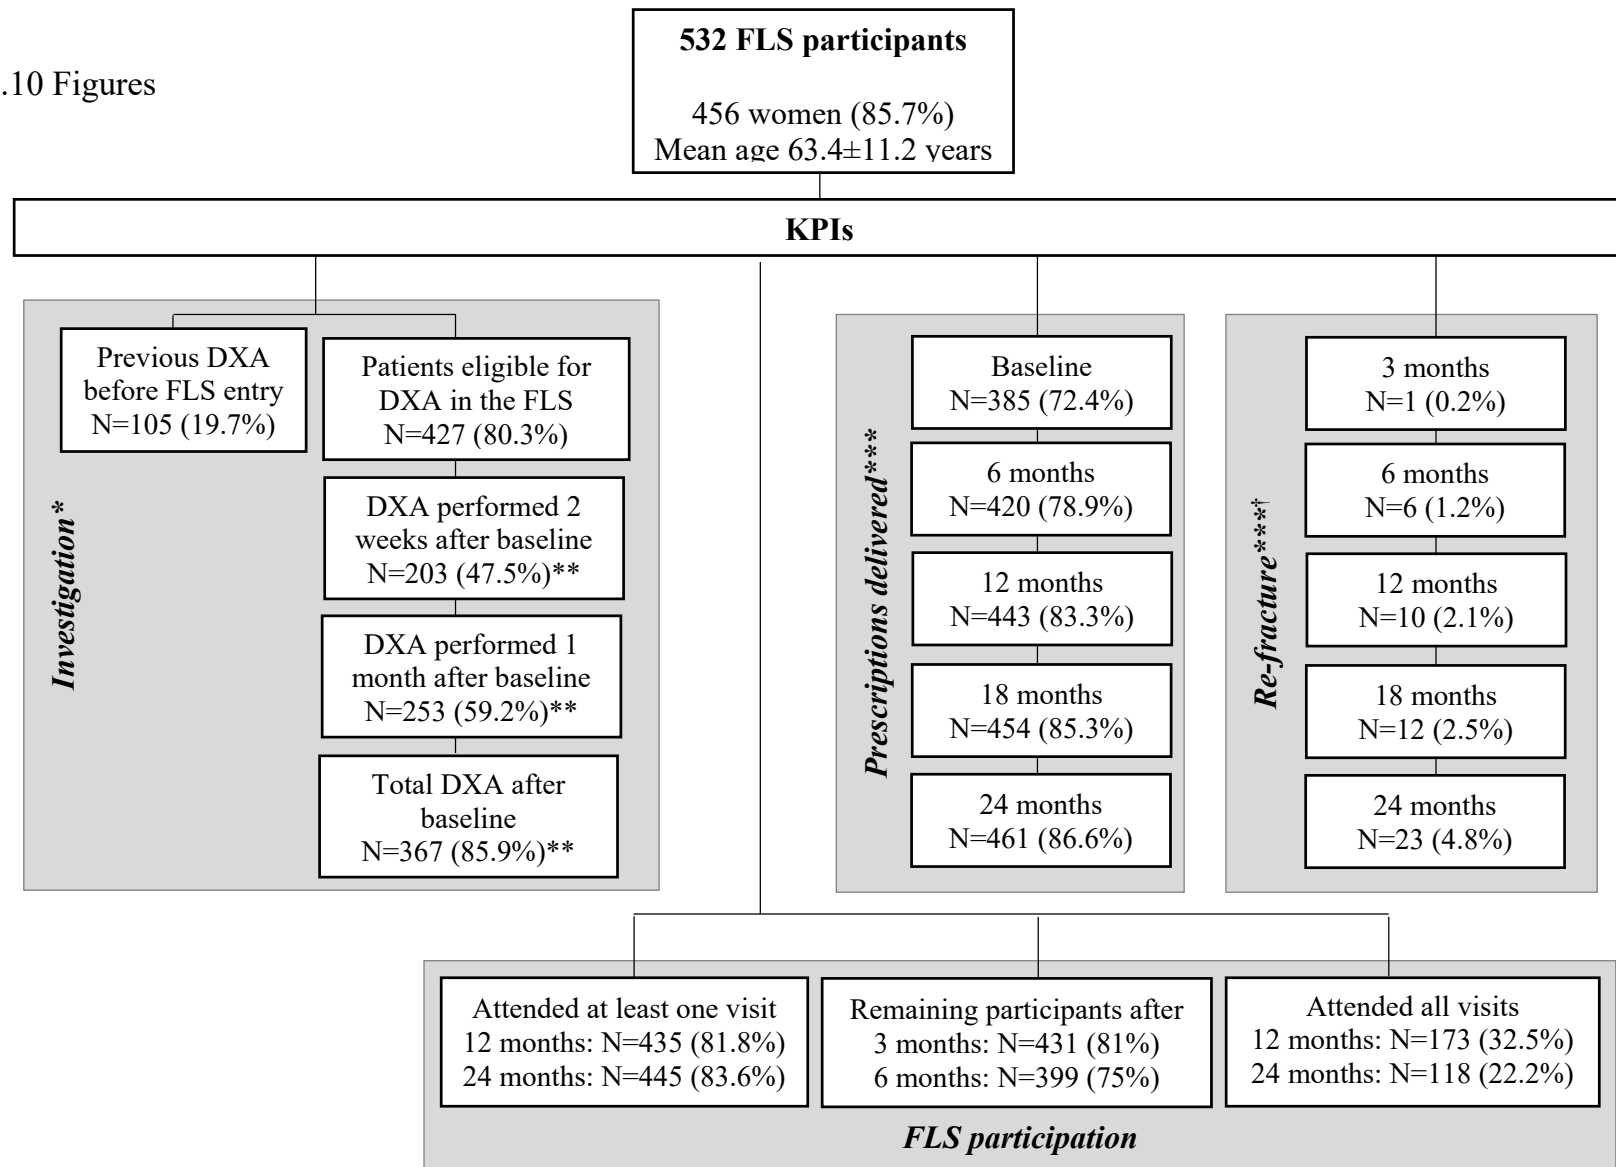 532 FLS participants
456 women (85.7%)
Mean age 63.4±11.2 years
.10 Figures
KPIs
Investigation*
Previous DXA
before FLS entry
N=105 (19.7%)
Patients eligible for
DXA in the FLS
N=427 (80.3%)
DXA performed 2
weeks after baseline
N=203 (47.5%)**
DXA performed 1
month after baseline
N=253 (59.2%)**
Total DXA after
baseline
N=367 (85.9%)**
Prescriptions delivered***
Baseline
N=385 (72.4%)
6 months
N=420 (78.9%)
12 months
N=443 (83.3%)
18 months
N=454 (85.3%)
24 months
N=461 (86.6%)
Re-fracture***†
3 months
N=1 (0.2%)
6 months
N=6 (1.2%)
12 months
N=10 (2.1%)
18 months
N=12 (2.5%)
24 months
N=23 (4.8%)
Attended at least one visit
12 months: N=435 (81.8%)
24 months: N=445 (83.6%)
Remaining participants after
3 months: N=431 (81%)
6 months: N=399 (75%)
Attended all visits
12 months: N=173 (32.5%)
24 months: N=118 (22.2%)
FLS participation